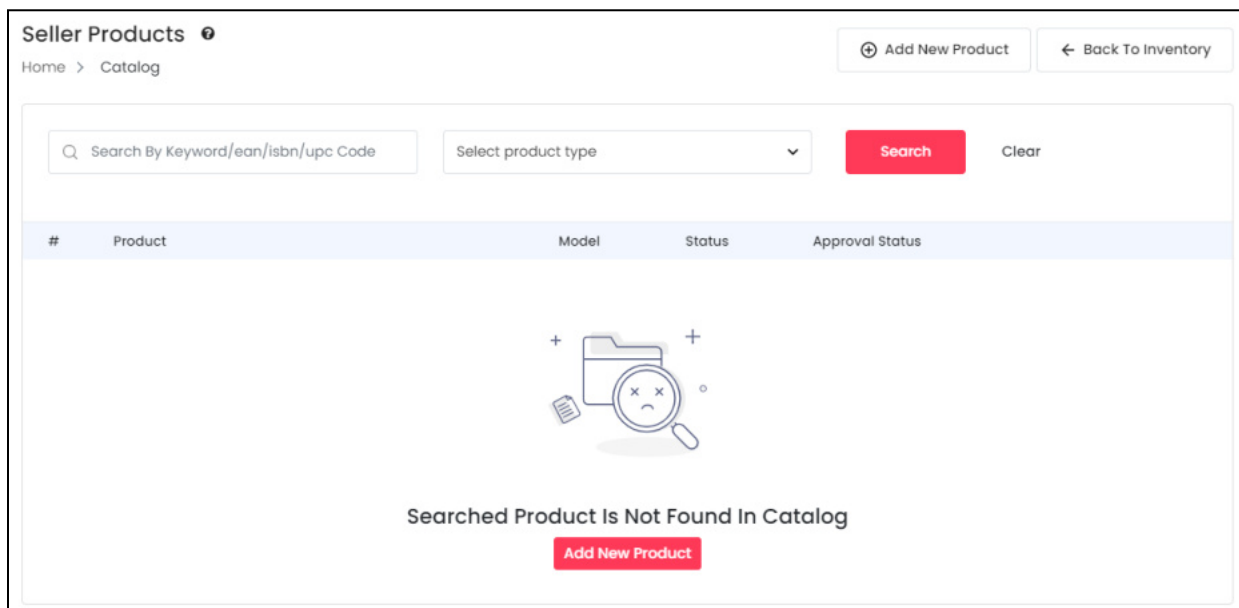 Seller Products ?
Add New Product
← Back To Inventory
Home > Catalog
Search By Keyword/ean/isbn/upc Code
Select product type
Search
Clear
# Product Model Status Approval Status
Searched Product Is Not Found In Catalog
Add New Product